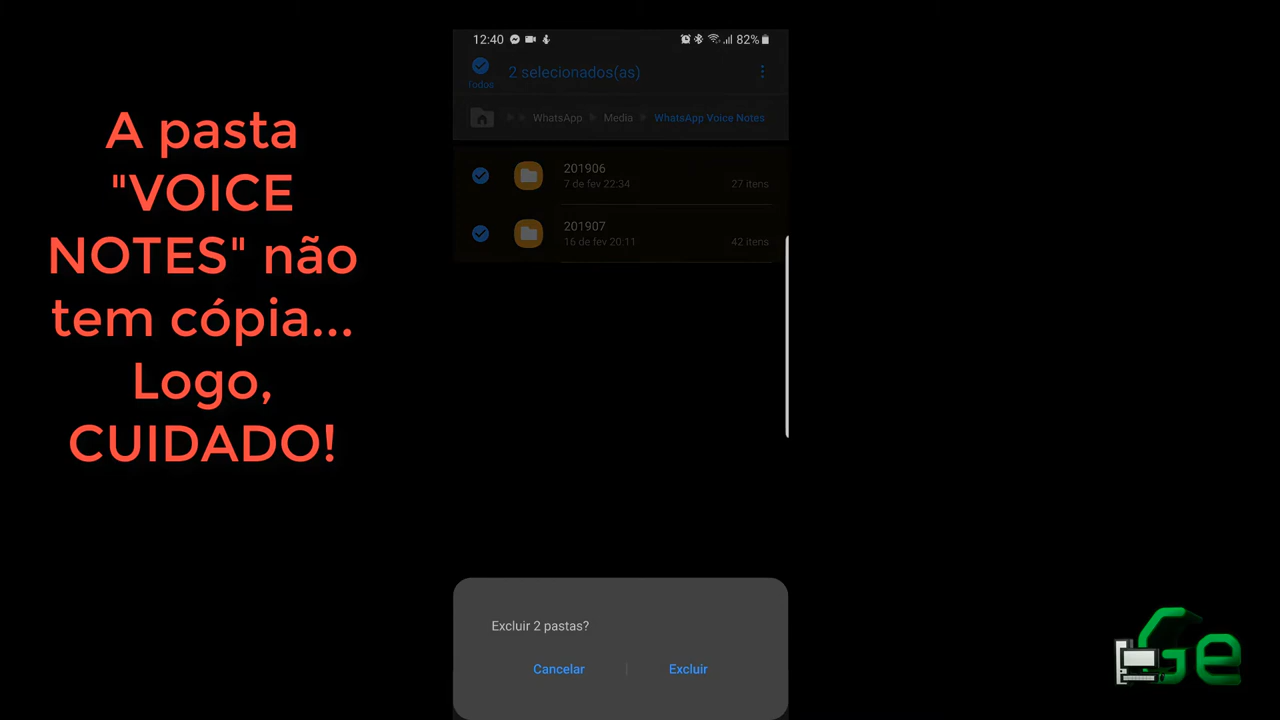 A pasta
"VOICE
NOTES" não
tem cópia...
Logo,
CUIDADO!
12:40 82%
Todos 2 selecionados(as)
WhatsApp Media WhatsApp Voice Notes
201906
7 de fev 22:34 27 itens
201907
16 de fev 20:11 42 itens
Excluir 2 pastas?
Cancelar Excluir
Ge